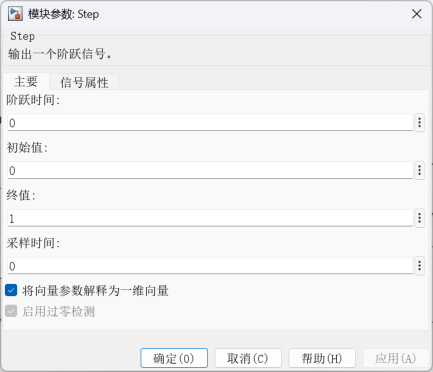 模块参数: Step
Step
输出一个阶跃信号。
主要 信号属性
阶跃时间:
0
初始值:
0
终值:
1
采样时间:
0
将向量参数解释为一维向量
启用过零检测
确定(O) 取消(C) 帮助(H) 应用(A)